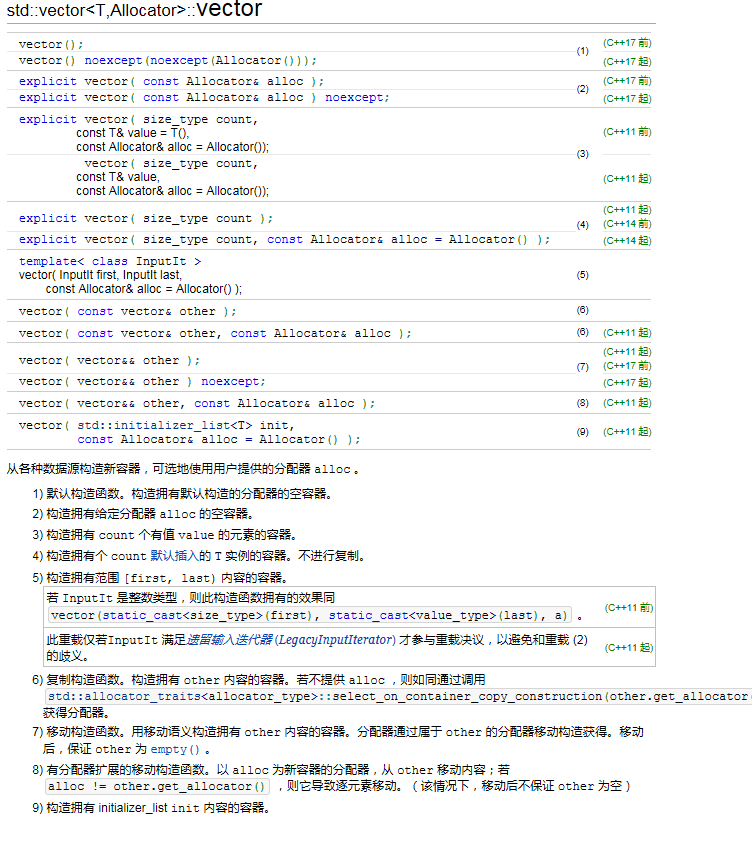 std::vector<T,Allocator>::vector
vector(); (C++17 前)
(1)
vector() noexcept(noexcept(Allocator())); (C++17 起)
explicit vector( const Allocator& alloc ); (C++17 前)
(2)
explicit vector( const Allocator& alloc ) noexcept; (C++17 起)
explicit vector( size_type count,
const T& value = T(), (C++11 前)
const Allocator& alloc = Allocator());
(3)
vector( size_type count,
const T& value, (C++11 起)
const Allocator& alloc = Allocator());
(C++11 起)
explicit vector( size_type count ); (C++14 前)
(4)
explicit vector( size_type count, const Allocator& alloc = Allocator() ); (C++14 起)
template< class InputIt >
vector( InputIt first, InputIt last, (5)
const Allocator& alloc = Allocator() );
vector( const vector& other ); (6)
vector( const vector& other, const Allocator& alloc ); (6) (C++11 起)
(C++11 起)
vector( vector&& other ); (C++17 前)
(7)
vector( vector&& other ) noexcept; (C++17 起)
vector( vector&& other, const Allocator& alloc ); (8) (C++11 起)
vector( std::initializer_list<T> init,
(9) (C++11 起)
const Allocator& alloc = Allocator() );
从各种数据源构造新容器，可选地使用用户提供的分配器 alloc 。
1) 默认构造函数。构造拥有默认构造的分配器的空容器。
2) 构造拥有给定分配器 alloc 的空容器。
3) 构造拥有 count 个有值 value 的元素的容器。
4) 构造拥有个 count 默认插入的 T 实例的容器。不进行复制。
5) 构造拥有范围 [first, last) 内容的容器。
若 InputIt 是整数类型，则此构造函数拥有的效果同
(C++11 前)
vector(static_cast<size_type>(first), static_cast<value_type>(last), a) 。
此重载仅若InputIt 满足遗留输入迭代器 (LegacyInputIterator) 才参与重载决议，以避免和重载 (2)
(C++11 起)
的歧义。
6) 复制构造函数。构造拥有 other 内容的容器。若不提供 alloc ，则如同通过调用
std::allocator_traits<allocator_type>::select_on_container_copy_construction(other.get_allocator
获得分配器。
7) 移动构造函数。用移动语义构造拥有 other 内容的容器。分配器通过属于 other 的分配器移动构造获得。移动
后，保证 other 为 empty() 。
8) 有分配器扩展的移动构造函数。以 alloc 为新容器的分配器，从 other 移动内容；若
alloc != other.get_allocator() ，则它导致逐元素移动。（该情况下，移动后不保证 other 为空）
9) 构造拥有 initializer_list init 内容的容器。